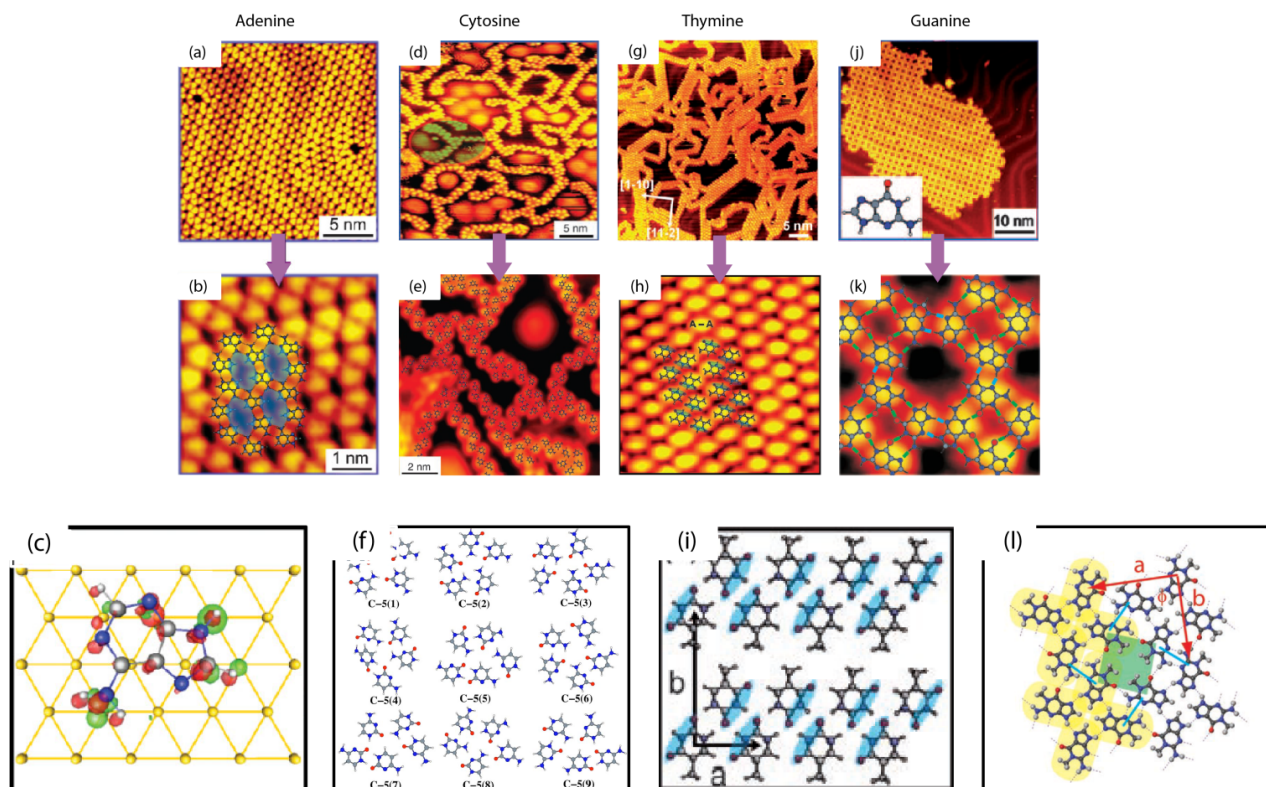 Adenine
Cytosine
Thymine
Guanine
(a)
5 nm
(d)
5 nm
(g)
[1-10]
[11-2]
5 nm
(j)
10 nm
(b)
1 nm
(e)
2 nm
(h)
A-A
(k)
(c)
(f)
C-5(1)
C-5(2)
C-5(3)
C-5(4)
C-5(5)
C-5(6)
C-5(7)
C-5(8)
C-5(9)
(i)
b
a
(l)
a
b
ϕ